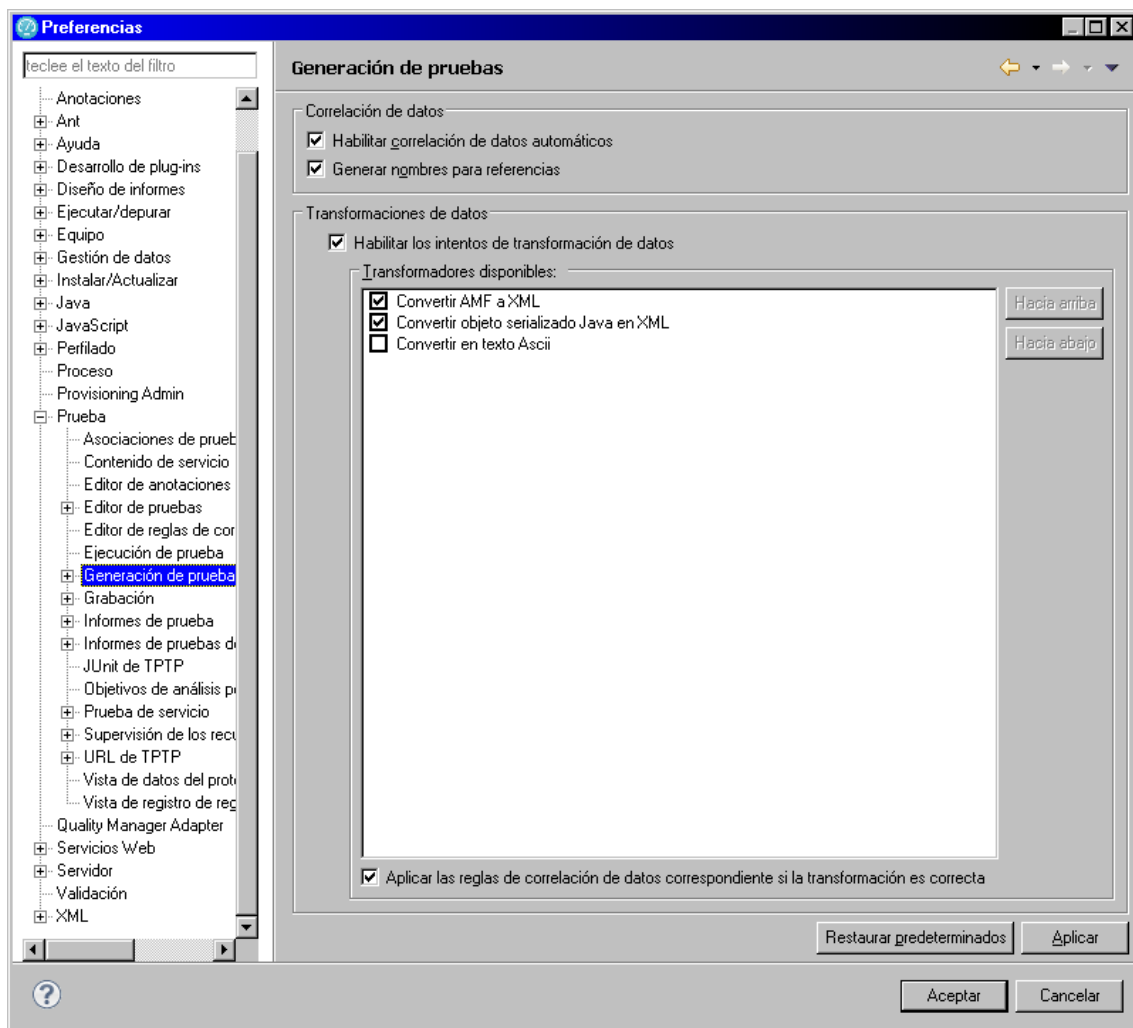 Preferencias
teclee el texto del filtro
Anotaciones
Ant
Ayuda
Desarrollo de plug-ins
Diseño de informes
Ejecutar/depurar
Equipo
Gestión de datos
Instalar/Actualizar
Java
JavaScript
Perfilado
Proceso
Provisioning Admin
Prueba
Asociaciones de prueb
Contenido de servicio
Editor de anotaciones
Editor de pruebas
Editor de reglas de cor
Ejecución de prueba
Generación de prueba
Grabación
Informes de prueba
Informes de pruebas de
JUnit de TPTP
Objetivos de análisis po
Prueba de servicio
Supervisión de los recu
URL de TPTP
Vista de datos del proto
Vista de registro de reg
Quality Manager Adapter
Servicios Web
Servidor
Validación
XML
Generación de pruebas
Correlación de datos
Habilitar correlación de datos automáticos
Generar nombres para referencias
Transformaciones de datos
Habilitar los intentos de transformación de datos
Transformadores disponibles:
Convertir AMF a XML
Convertir objeto serializado Java en XML
Convertir en texto Ascii
Hacia arriba
Hacia abajo
Aplicar las reglas de correlación de datos correspondiente si la transformación es correcta
Restaurar predeterminados
Aplicar
Aceptar
Cancelar